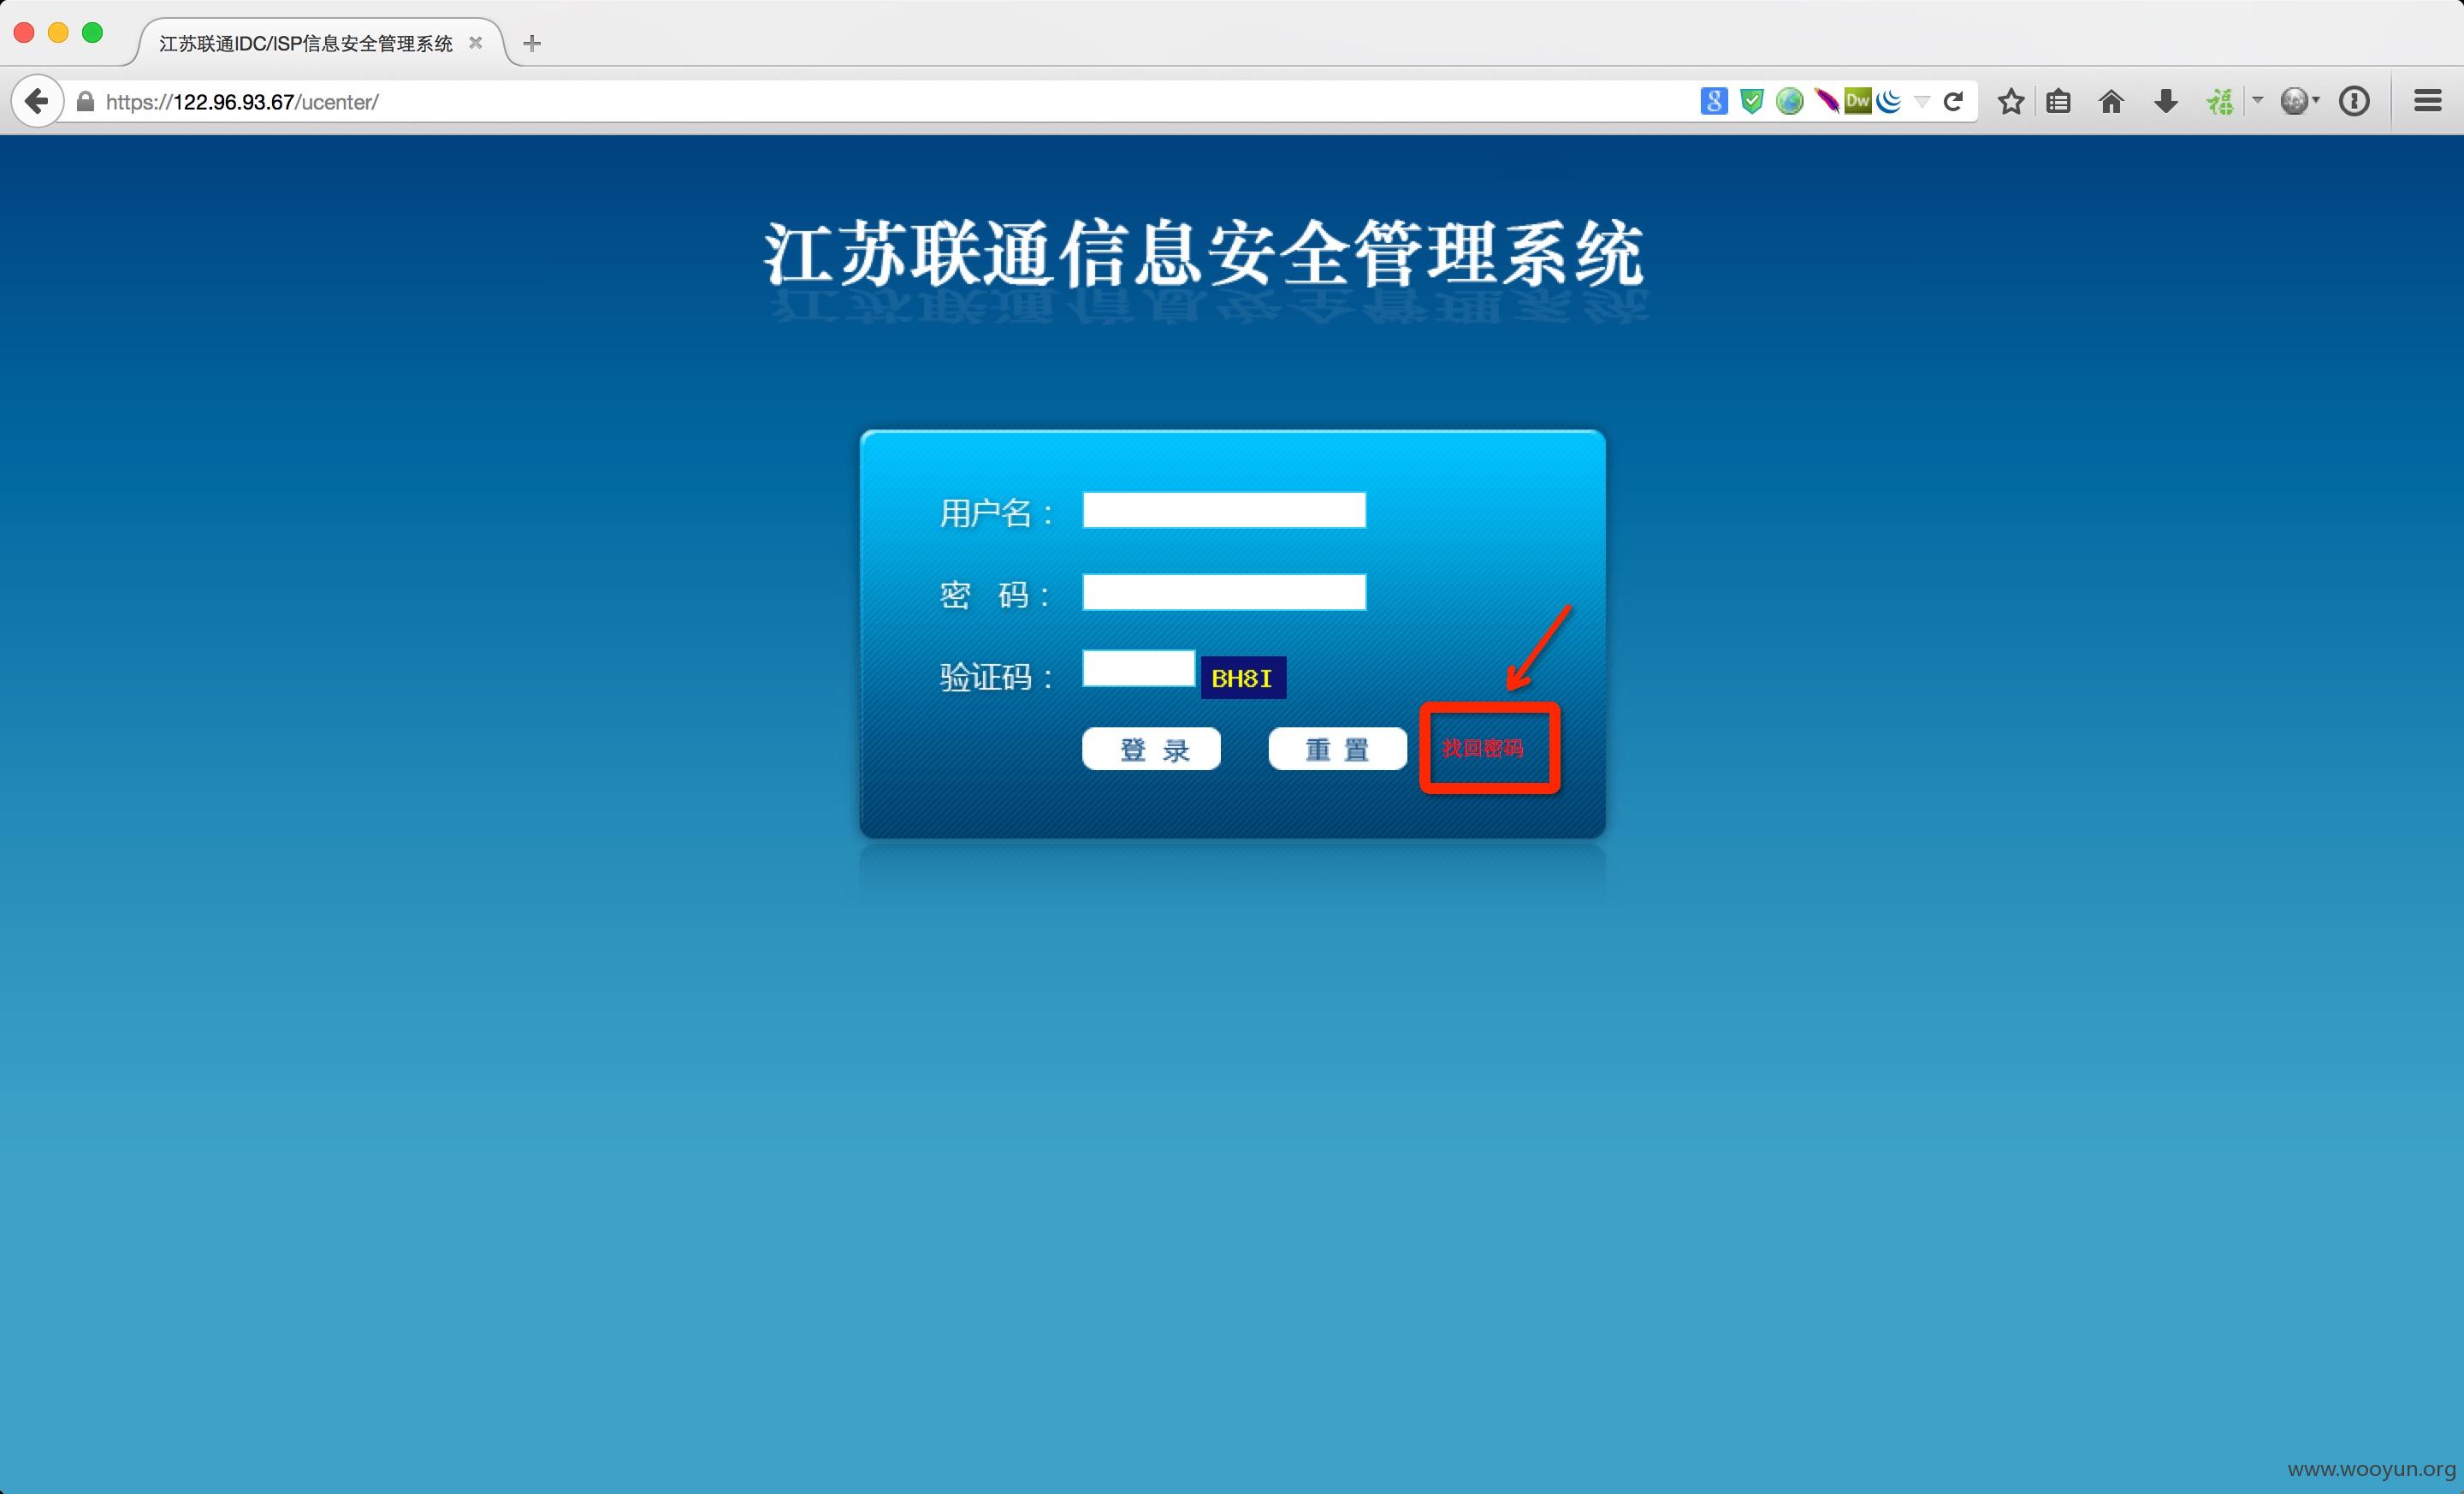 江苏联通IDC/ISP信息安全管理系统
https://122.96.93.67/ucenter/
Dw
福
江苏联通信息安全管理系统
用户名：
密 码：
验证码： BH8I
登 录 重 置 找回密码
www.wooyun.org